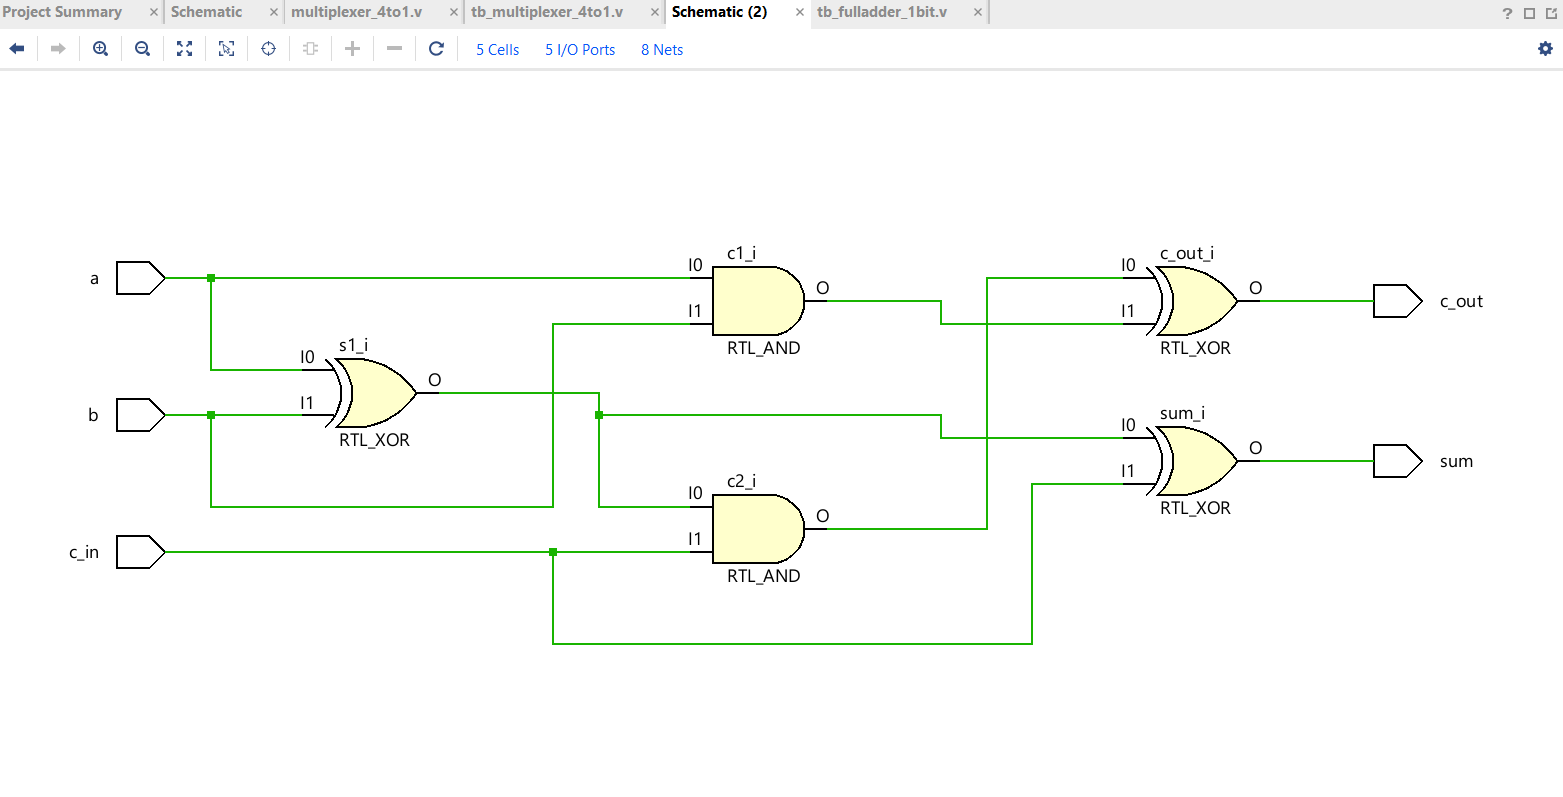 Project Summary × Schematic × multiplexer_4to1.v × tb_multiplexer_4to1.v × Schematic (2) × tb_fulladder_1bit.v × ?
5 Cells 5 I/O Ports 8 Nets
c1_i c_out_i
I0 I0
a O O c_out
I1 I1
s1_i RTL_AND RTL_XOR
I0
O
I1
b sum_i
RTL_XOR I0
O sum
c2_i I1
I0
O RTL_XOR
I1
c_in
RTL_AND